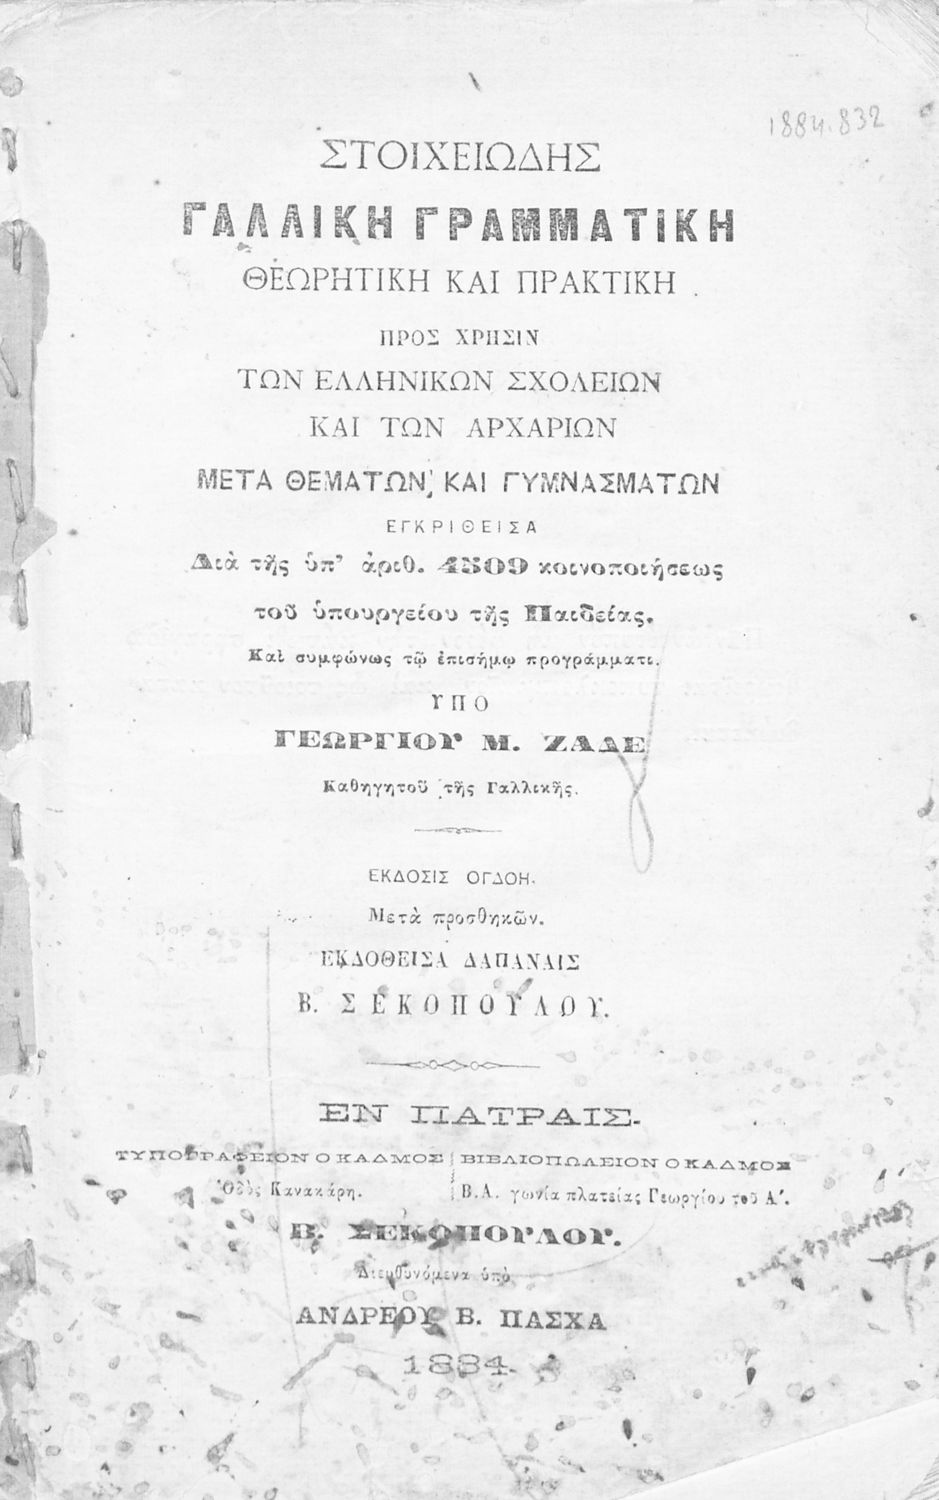 1884.832
ΣΤΟΙΧΕΙΩΔΗΣ
ΓΑΛΛΙΚΗ ΓΡΑΜΜΑΤΙΚΗ
ΘΕΩΡΗΤΙΚΗ ΚΑΙ ΠΡΑΚΤΙΚΗ
ΠΡΟΣ ΧΡΗΣΙΝ
ΤΩΝ ΕΛΛΗΝΙΚΩΝ ΣΧΟΛΕΙΩΝ
ΚΑΙ ΤΩΝ ΑΡΧΑΡΙΩΝ
ΜΕΤΑ ΘΕΜΑΤΩΝ ΚΑΙ ΓΥΜΝΑΣΜΑΤΩΝ
ΕΓΚΡΙΘΕΙΣΑ
Διὰ τῆς ὑπ' ἀριθ. 4509 κοινοποιήσεως
τοῦ ὑπουργείου τῆς Παιδείας.
Καὶ συμφώνως τῷ ἐπισήμῳ προγράμματι.
ΥΠΟ
ΓΕΩΡΓΙΟΥ Μ. ΖΑΔΕ
Καθηγητοῦ τῆς Γαλλικῆς.
ΕΚΔΟΣΙΣ ΟΓΔΟΗ.
Μετὰ προσθηκῶν.
ΕΚΔΟΘΕΙΣΑ ΔΑΠΑΝΑΙΣ
Β. ΣΕΚΟΠΟΥΛΟΥ.
ΕΝ ΠΑΤΡΑΙΣ.
ΤΥΠΟΓΡΑΦΕΙΟΝ Ο ΚΑΔΜΟΣ ΒΙΒΛΙΟΠΩΛΕΙΟΝ Ο ΚΑΔΜΟΣ
Ὁδὸς Κανακάρη. Β.Α. γωνία πλατείας Γεωργίου τοῦ Α'.
Β. ΣΕΚΟΠΟΥΛΟΥ.
Διευθυνόμενα ὑπὸ
ΑΝΔΡΕΟΥ Β. ΠΑΣΧΑ
1884.